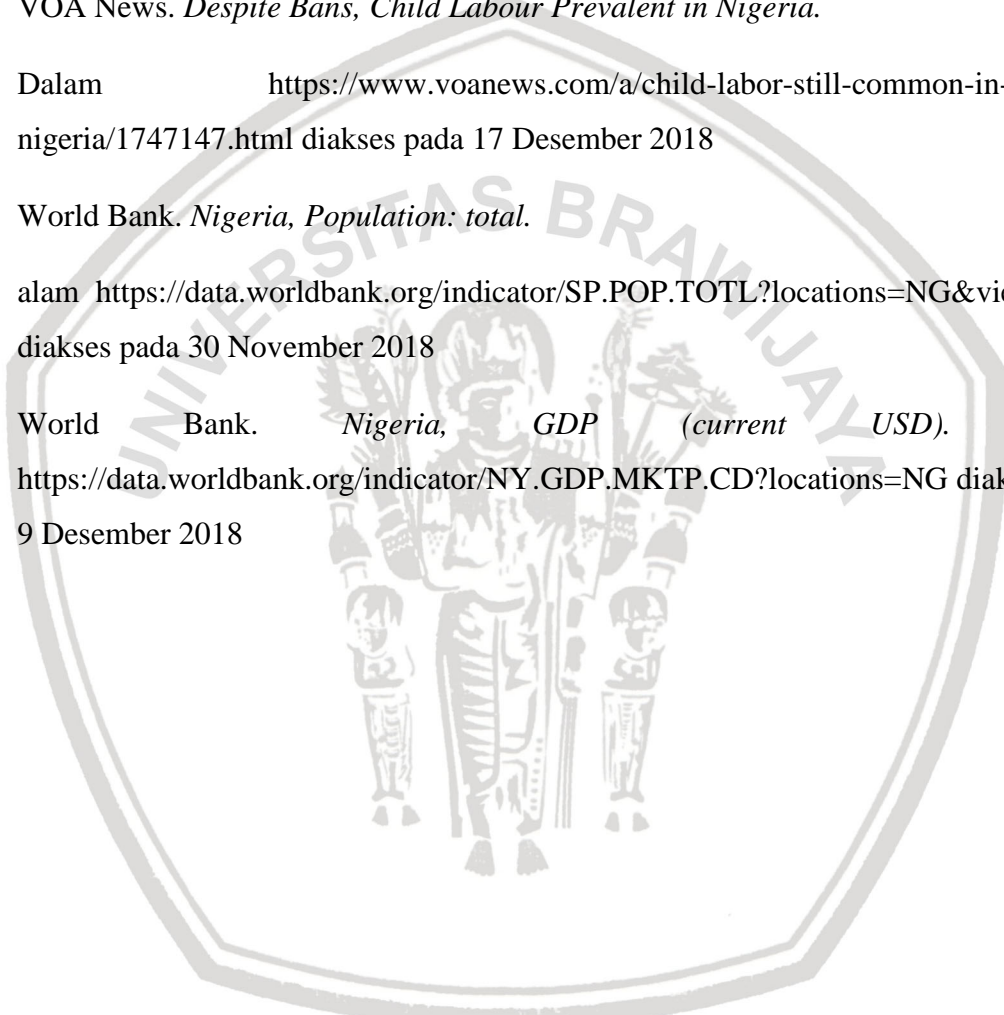 VOA News. Despite Bans, Child Labour Prevalent in Nigeria.
Dalam https://www.voanews.com/a/child-labor-still-common-in-
nigeria/1747147.html diakses pada 17 Desember 2018
World Bank. Nigeria, Population: total.
alam https://data.worldbank.org/indicator/SP.POP.TOTL?locations=NG&vi
diakses pada 30 November 2018
World Bank. Nigeria, GDP (current USD).
https://data.worldbank.org/indicator/NY.GDP.MKTP.CD?locations=NG dia
9 Desember 2018
UNIVERSITAS BRAWIJAYA